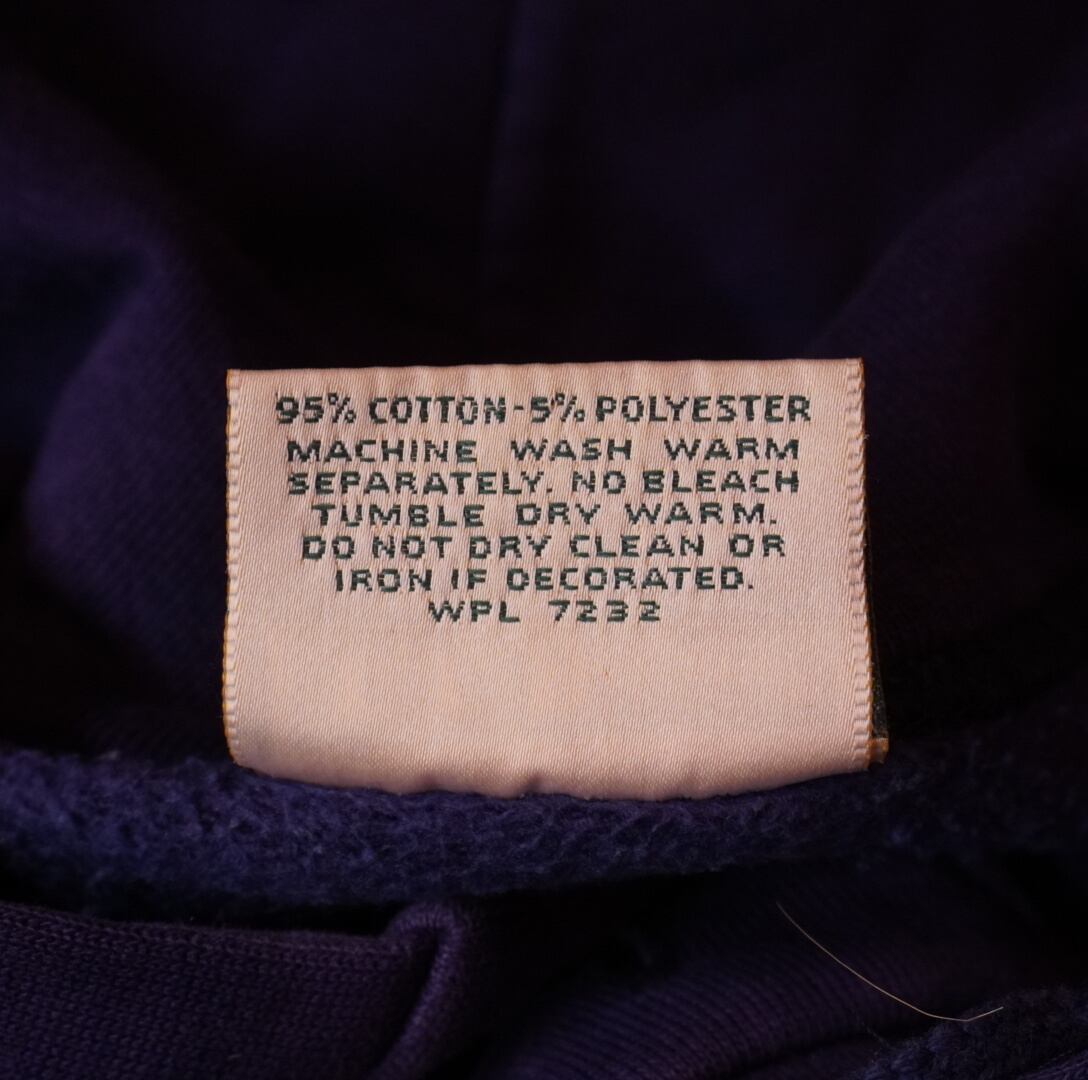 95% COTTON-5% POLYESTER
MACHINE WASH WARM
SEPARATELY. NO BLEACH
TUMBLE DRY WARM.
DO NOT DRY CLEAN OR
IRON IF DECORATED.
WPL 7232